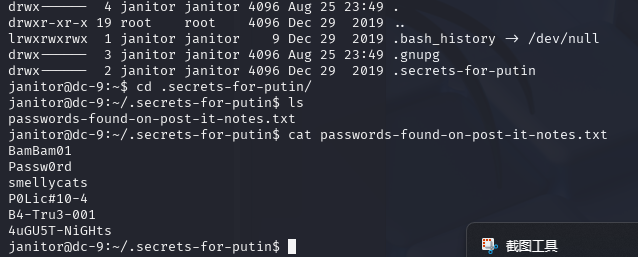 drwx——————  4 janitor janitor 4096 Aug 25 23:49 .
drwxr-xr-x 19 root    root    4096 Dec 29  2019 ..
lrwxrwxrwx  1 janitor janitor    9 Dec 29  2019 .bash_history → /dev/null
drwx——————  3 janitor janitor 4096 Aug 25 23:49 .gnupg
drwx——————  2 janitor janitor 4096 Dec 29  2019 .secrets-for-putin
janitor@dc-9:~$ cd .secrets-for-putin/
janitor@dc-9:~/.secrets-for-putin$ ls
passwords-found-on-post-it-notes.txt
janitor@dc-9:~/.secrets-for-putin$ cat passwords-found-on-post-it-notes.txt
BamBam01
Passw0rd
smellycats
P0Lic#10-4
B4-Tru3-001
4uGU5T-NiGHts
janitor@dc-9:~/.secrets-for-putin$
截图工具